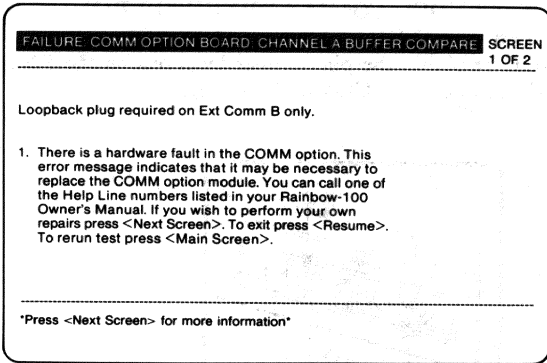 FAILURE: COMM OPTION BOARD: CHANNEL A BUFFER COMPARE SCREEN
1 OF 2
Loopback plug required on Ext Comm B only.
1. There is a hardware fault in the COMM option. This
error message indicates that it may be necessary to
replace the COMM option module. You can call one of
the Help Line numbers listed in your Rainbow-100
Owner's Manual. If you wish to perform your own
repairs press <Next Screen>. To exit press <Resume>.
To rerun test press <Main Screen>.
*Press <Next Screen> for more information*